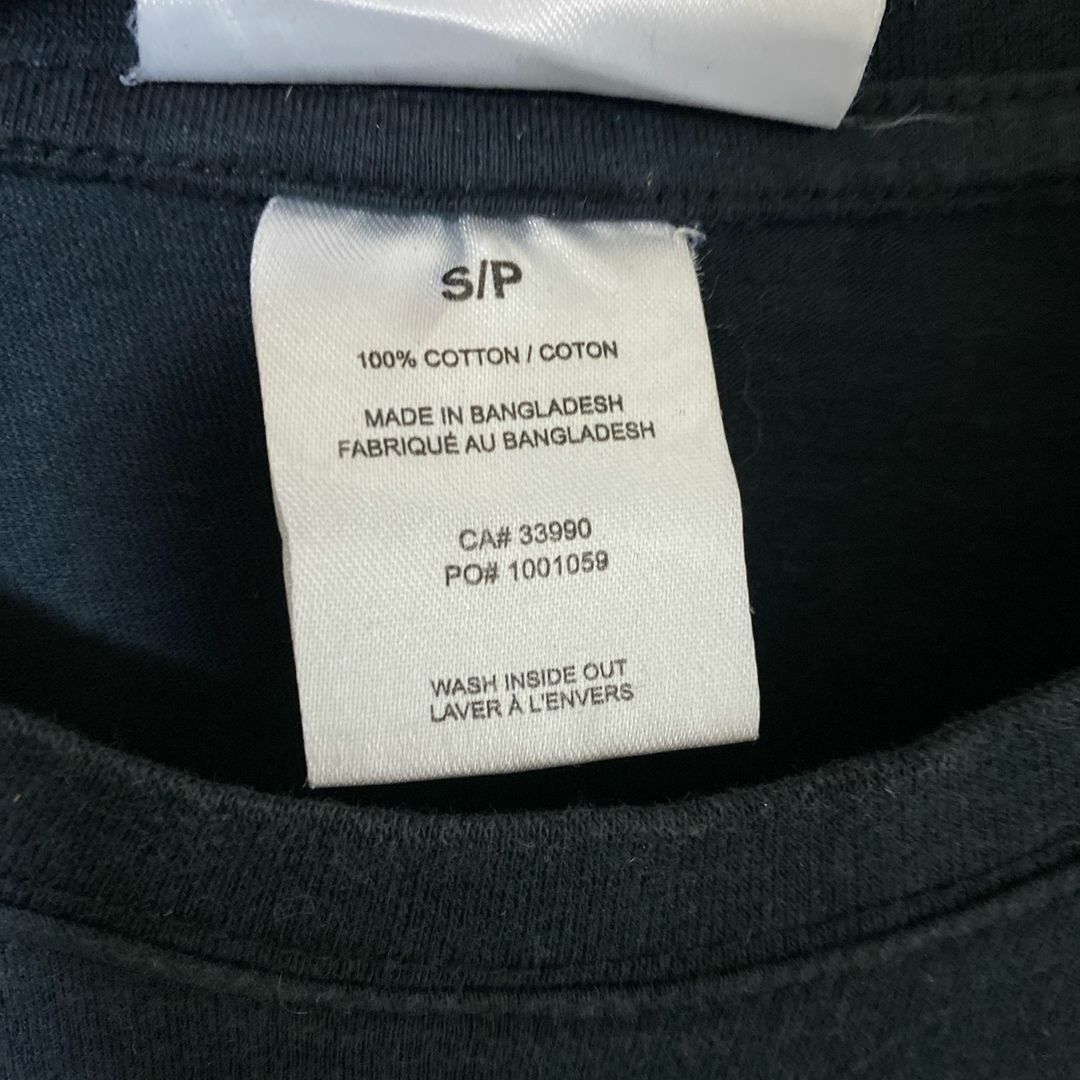 S/P
100% COTTON / COTON
MADE IN BANGLADESH
FABRIQUÉ AU BANGLADESH
CA# 33990
PO# 1001059
WASH INSIDE OUT
LAVER À L'ENVERS